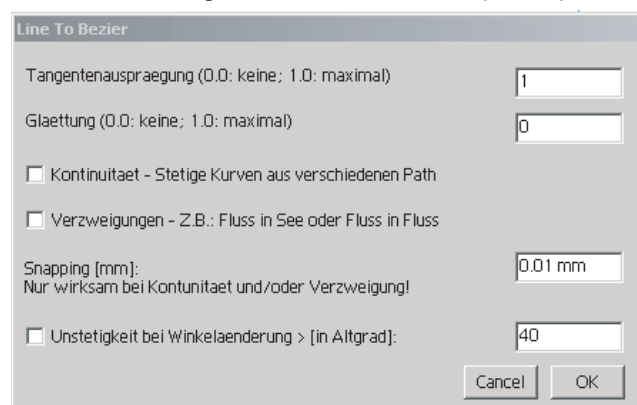 Line To Bezier
Tangentenauspraegung (0.0: keine; 1.0: maximal) 1
Glaettung (0.0: keine; 1.0: maximal) 0
Kontinuitaet - Stetige Kurven aus verschiedenen Path
Verzweigungen - Z.B.: Fluss in See oder Fluss in Fluss
Snapping [mm]: 0.01 mm
Nur wirksam bei Kontunitaet und/oder Verzweigung!
Unstetigkeit bei Winkelaenderung > [in Altgrad]: 40
Cancel OK